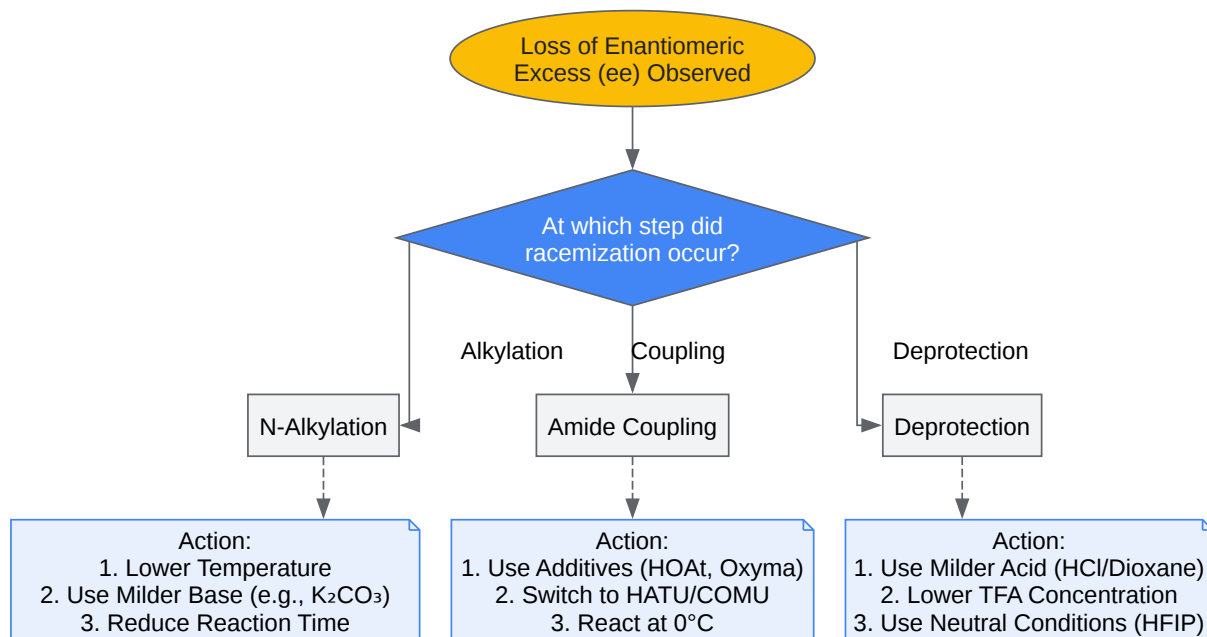 Loss of Enantiomeric
Excess (ee) Observed
At which step did
racemization occur?
Alkylation
Coupling
Deprotection
N-Alkylation
Amide Coupling
Deprotection
Action:
1. Lower Temperature
2. Use Milder Base (e.g., K₂CO₃)
3. Reduce Reaction Time
Action:
1. Use Additives (HOAt, Oxyma)
2. Switch to HATU/COMU
3. React at 0°C
Action:
1. Use Milder Acid (HCl/Dioxane)
2. Lower TFA Concentration
3. Use Neutral Conditions (HFIP)